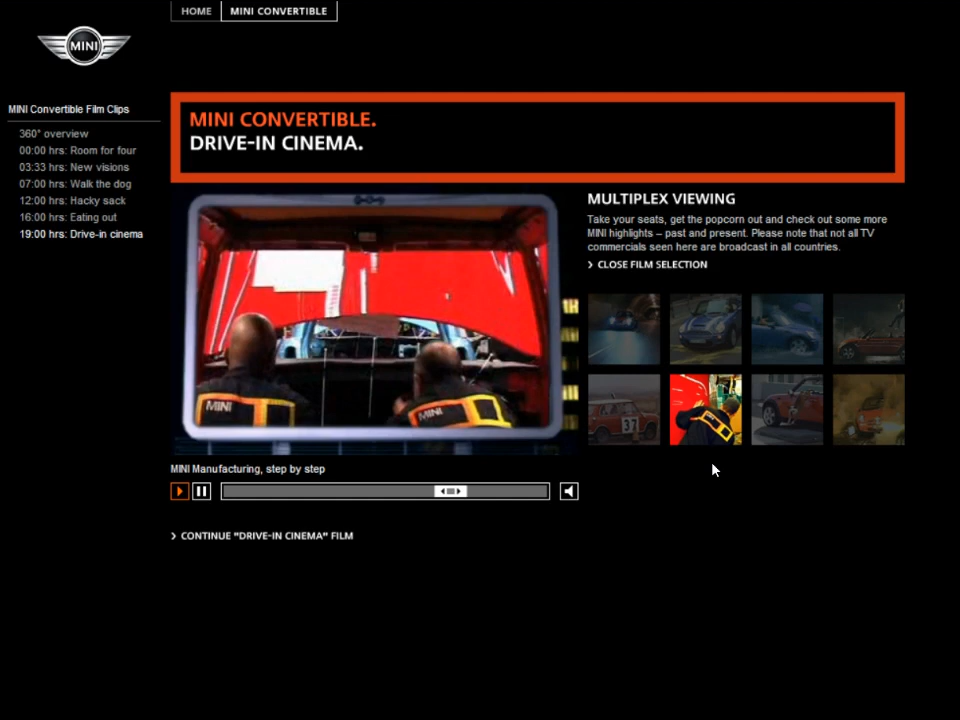 HOME
MINI CONVERTIBLE
MINI
MINI Convertible Film Clips
360° overview
00:00 hrs: Room for four
03:33 hrs: New visions
07:00 hrs: Walk the dog
12:00 hrs: Hacky sack
16:00 hrs: Eating out
19:00 hrs: Drive-in cinema
MINI CONVERTIBLE.
DRIVE-IN CINEMA.
MINI
MINI
MULTIPLEX VIEWING
Take your seats, get the popcorn out and check out some more
MINI highlights – past and present. Please note that not all TV
commercials seen here are broadcast in all countries.
CLOSE FILM SELECTION
37
MINI Manufacturing, step by step
CONTINUE "DRIVE-IN CINEMA" FILM